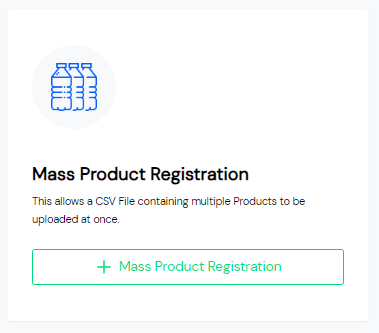 Mass Product Registration
This allows a CSV File containing multiple Products to be
uploaded at once.
+ Mass Product Registration